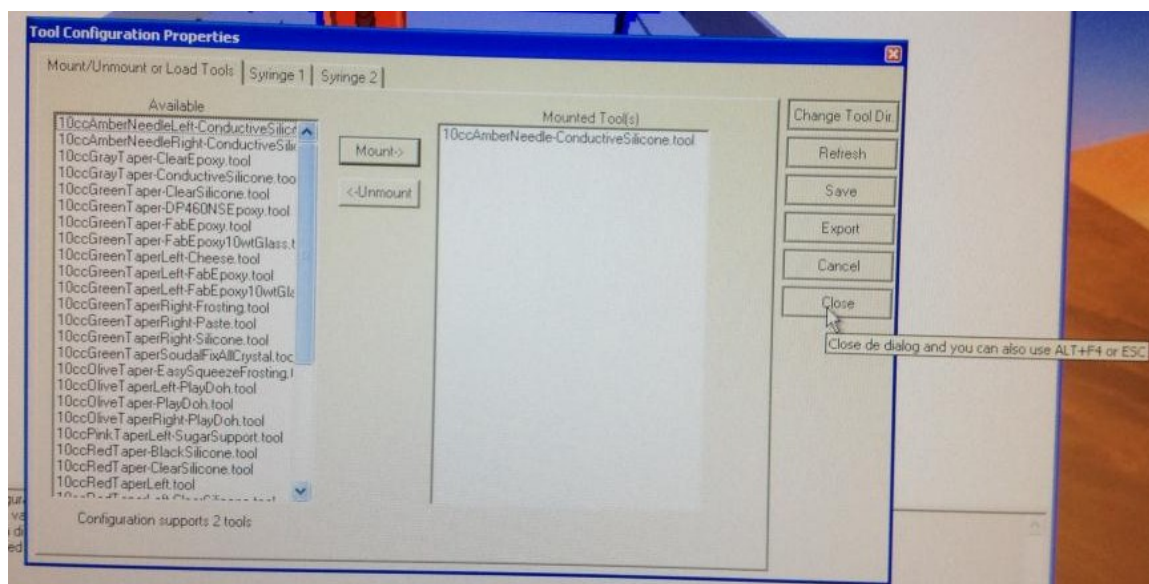 Tool Configuration Properties
Mount/Unmount or Load Tools
Syringe 1
Syringe 2
Available
10ccAmberNeedleLeft-ConductiveSilic
10ccAmberNeedleRight-ConductiveSili
10ccGrayTaper-ClearEpoxy.tool
10ccGrayTaper-ConductiveSilicone.too
10ccGreenTaper-ClearSilicone.tool
10ccGreenTaper-DP460NSEpoxy.tool
10ccGreenTaper-FabEpoxy.tool
10ccGreenTaper-FabEpoxy10wtGlass.t
10ccGreenTaperLeft-Cheese.tool
10ccGreenTaperLeft-FabEpoxy.tool
10ccGreenTaperLeft-FabEpoxy10wtGla
10ccGreenTaperRight-Frosting.tool
10ccGreenTaperRight-Paste.tool
10ccGreenTaperRight-Silicone.tool
10ccGreenTaperSoudalFixAllCrystal.toc
10ccOliveTaper-EasySqueezeFrosting.t
10ccOliveTaperLeft-PlayDoh.tool
10ccOliveTaper-PlayDoh.tool
10ccOliveTaperRight-PlayDoh.tool
10ccPinkTaperLeft-SugarSupport.tool
10ccRedTaper-BlackSilicone.tool
10ccRedTaper-ClearSilicone.tool
10ccRedTaperLeft.tool
Configuration supports 2 tools
Mount->
<-Unmount
Mounted Tool(s)
10ccAmberNeedle-ConductiveSilicone.tool
Change Tool Dir.
Refresh
Save
Export
Cancel
Close
Close de dialog and you can also use ALT+F4 or ESC